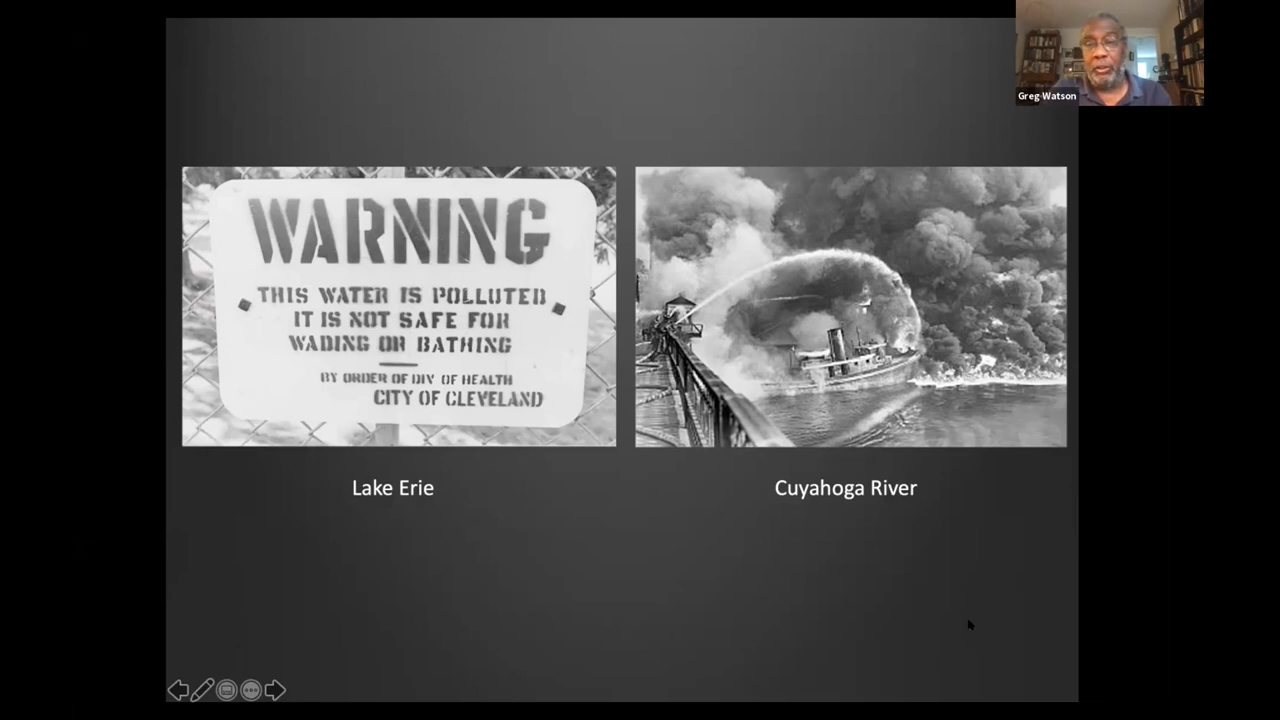 Greg Watson
WARNING
THIS WATER IS POLLUTED
IT IS NOT SAFE FOR
WADING OR BATHING
BY ORDER OF DIV OF HEALTH
CITY OF CLEVELAND
Lake Erie
Cuyahoga River